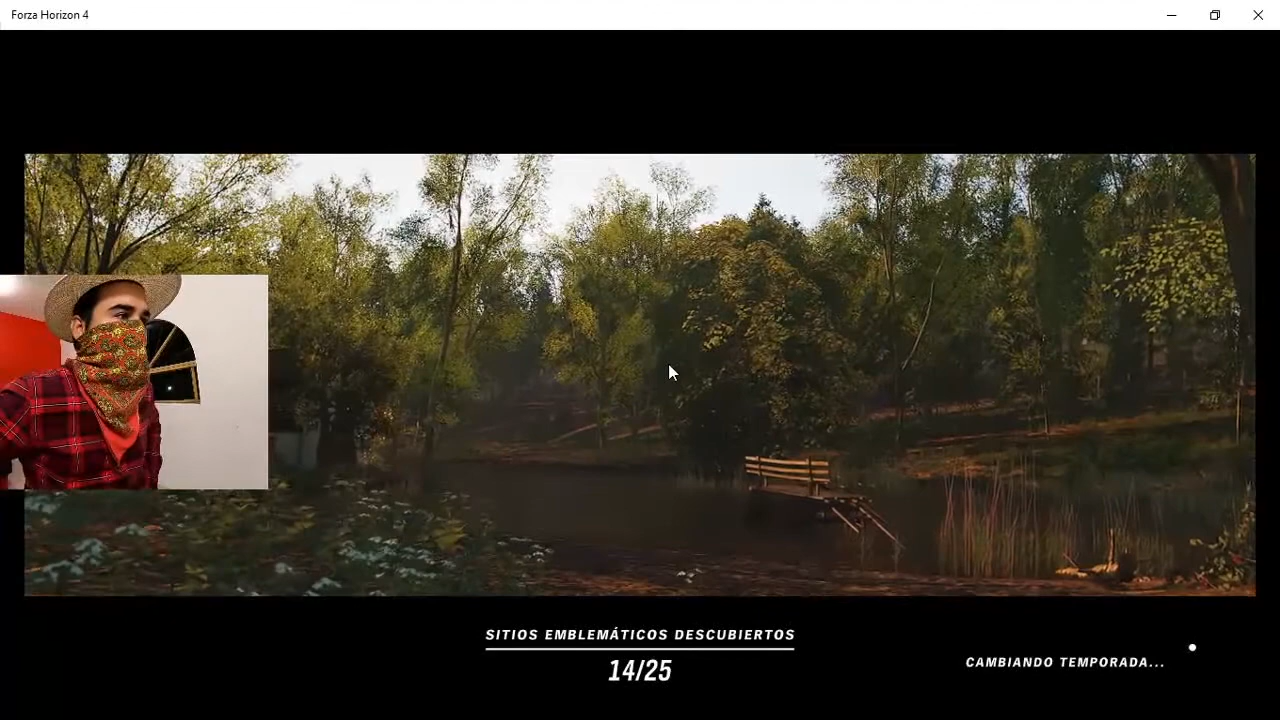 Forza Horizon 4
SITIOS EMBLEMÁTICOS DESCUBIERTOS
14/25
CAMBIANDO TEMPORADA...